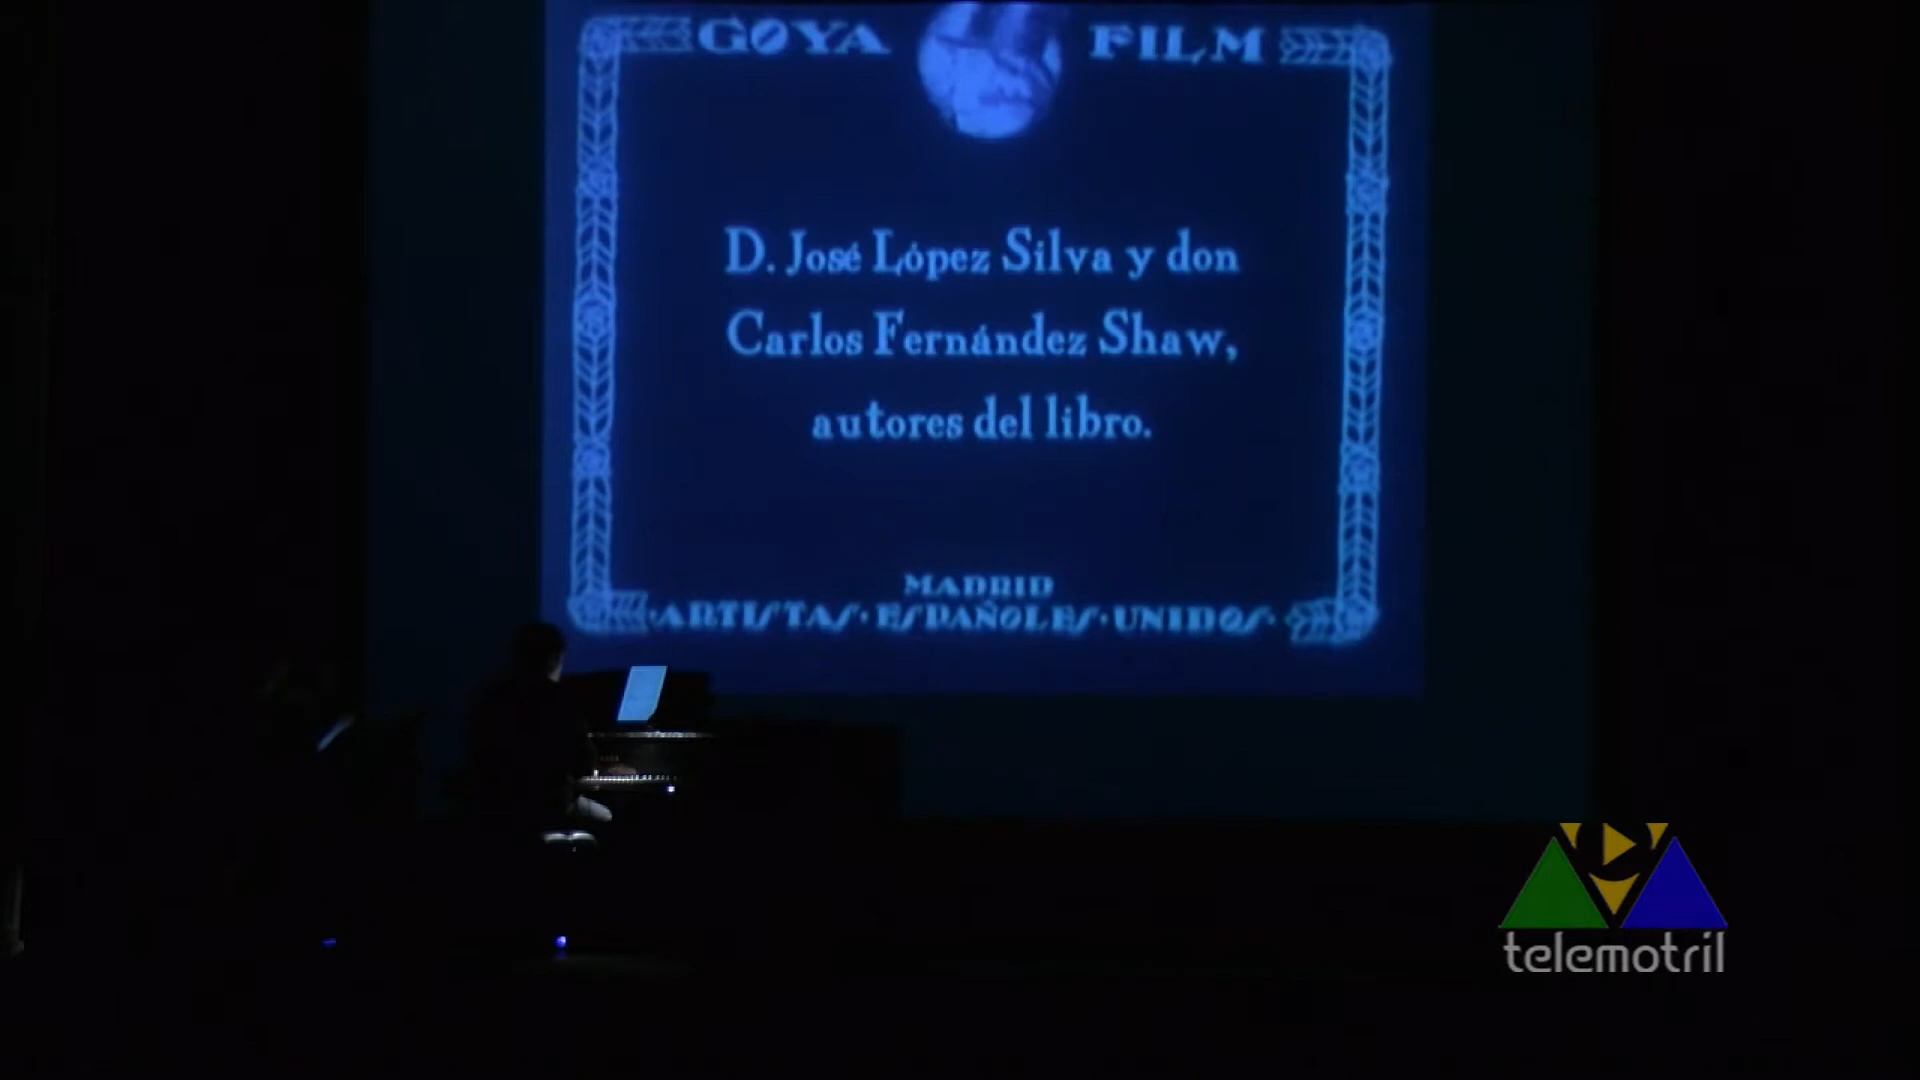 GOYA FILM
D. José López Silva y don
Carlos Fernández Shaw,
autores del libro.
MADRID
·ARTISTAS·ESPAÑOLES·UNIDOS·
telemotril